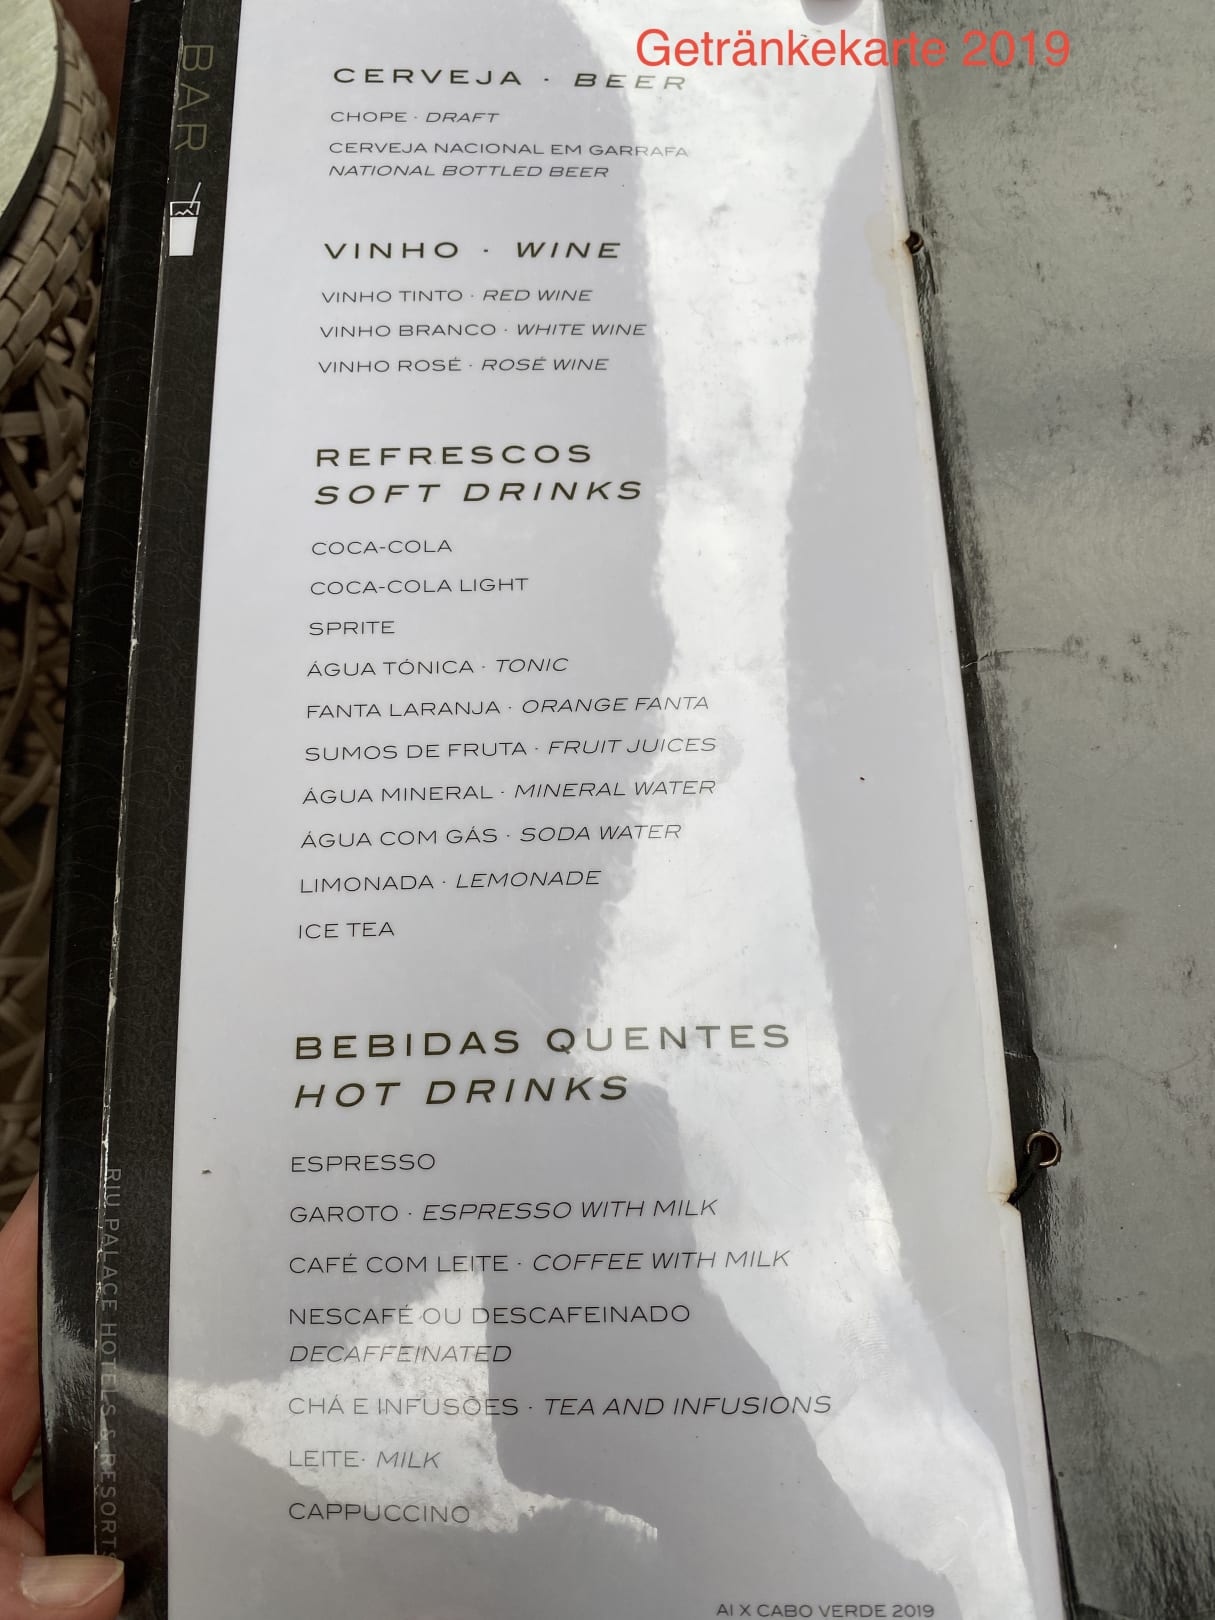 Getränkekarte 2019
BAR
CERVEJA · BEER
CHOPE · DRAFT
CERVEJA NACIONAL EM GARRAFA
NATIONAL BOTTLED BEER
VINHO · WINE
VINHO TINTO · RED WINE
VINHO BRANCO · WHITE WINE
VINHO ROSÉ · ROSÉ WINE
REFRESCOS
SOFT DRINKS
COCA-COLA
COCA-COLA LIGHT
SPRITE
ÁGUA TÓNICA · TONIC
FANTA LARANJA · ORANGE FANTA
SUMOS DE FRUTA · FRUIT JUICES
ÁGUA MINERAL · MINERAL WATER
ÁGUA COM GÁS · SODA WATER
LIMONADA · LEMONADE
ICE TEA
BEBIDAS QUENTES
HOT DRINKS
ESPRESSO
GAROTO · ESPRESSO WITH MILK
CAFÉ COM LEITE · COFFEE WITH MILK
NESCAFÉ OU DESCAFEINADO
DECAFFEINATED
CHÁ E INFUSÕES · TEA AND INFUSIONS
LEITE· MILK
CAPPUCCINO
RIU PALACE HOTELS & RESORTS
AI X CABO VERDE 2019